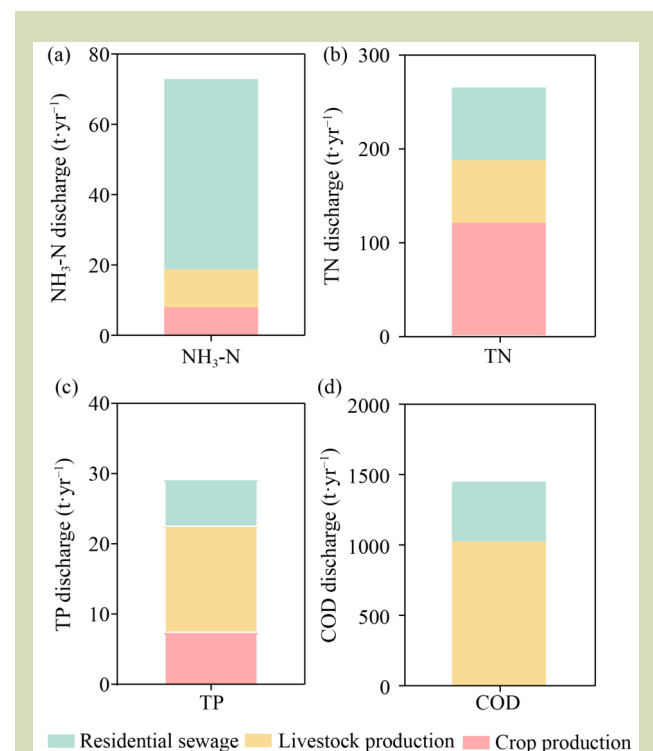 (a)
80
60
40
20
0
NH₃-N discharge (t·yr⁻¹)
NH₃-N
(b)
300
200
100
0
TN discharge (t·yr⁻¹)
TN
(c)
40
30
20
10
0
TP discharge (t·yr⁻¹)
TP
(d)
2000
1500
1000
500
0
COD discharge (t·yr⁻¹)
COD
Residential sewage Livestock production Crop production